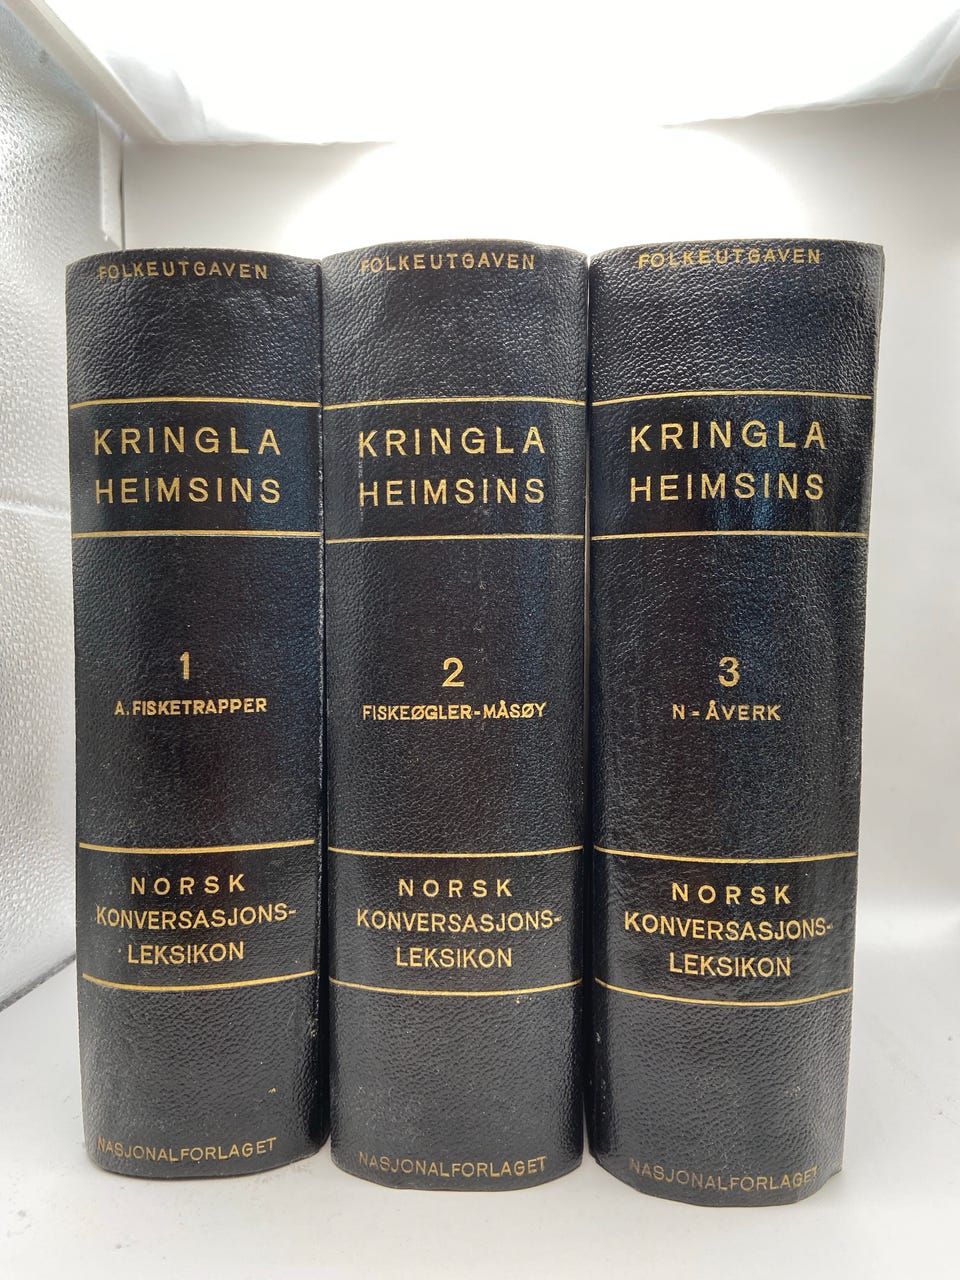 FOLKEUTGAVEN
KRINGLA
HEIMSINS
1
A. FISKETRAPPER
NORSK
KONVERSASJONS-
LEKSIKON
NASJONALFORLAGET
FOLKEUTGAVEN
KRINGLA
HEIMSINS
2
FISKEØGLER-MÅSØY
NORSK
KONVERSASJONS-
LEKSIKON
NASJONALFORLAGET
FOLKEUTGAVEN
KRINGLA
HEIMSINS
3
N-ÅVERK
NORSK
KONVERSASJONS-
LEKSIKON
NASJONALFORLAGET